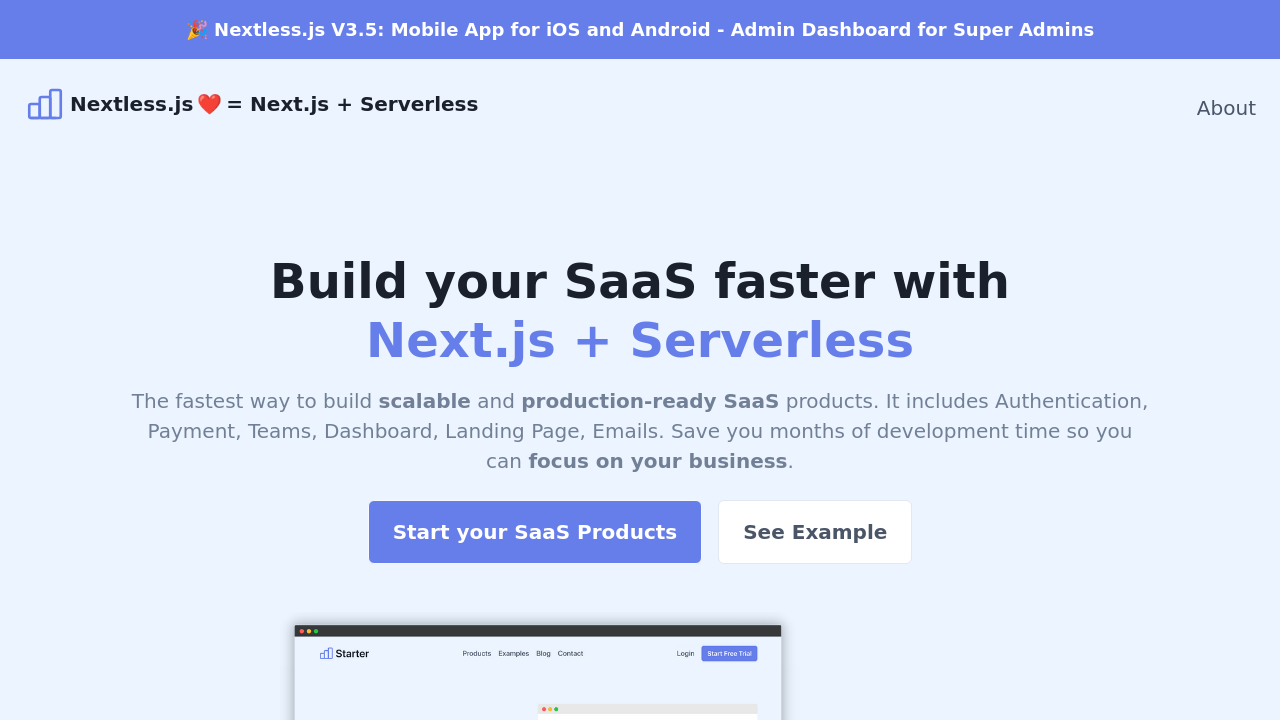 🎉 Nextless.js V3.5: Mobile App for iOS and Android - Admin Dashboard for Super Admins
Nextless.js ❤️ = Next.js + Serverless
About
Build your SaaS faster with
Next.js + Serverless
The fastest way to build scalable and production-ready SaaS products. It includes Authentication,
Payment, Teams, Dashboard, Landing Page, Emails. Save you months of development time so you
can focus on your business.
Start your SaaS Products
See Example
Starter
Products Examples Blog Contact
Login
Start Free Trial